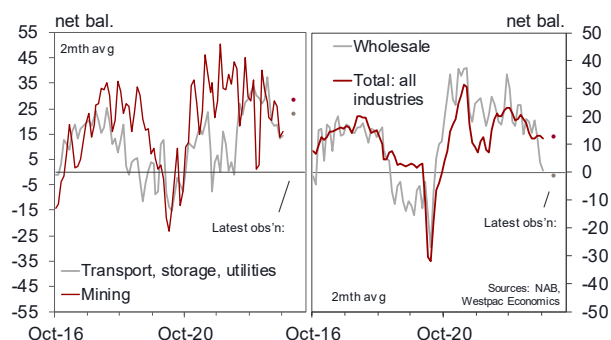 net bal.
55
45
35
25
15
5
-5
-15
-25
-35
-45
-55
2mth avg
Latest obs'n:
Transport, storage, utilities
Mining
Oct-16
Oct-20
net bal.
50
40
30
20
10
0
-10
-20
-30
-40
-50
Wholesale
Total: all
industries
Latest obs'n:
Sources: NAB,
Westpac Economics
2mth avg
Oct-16
Oct-20